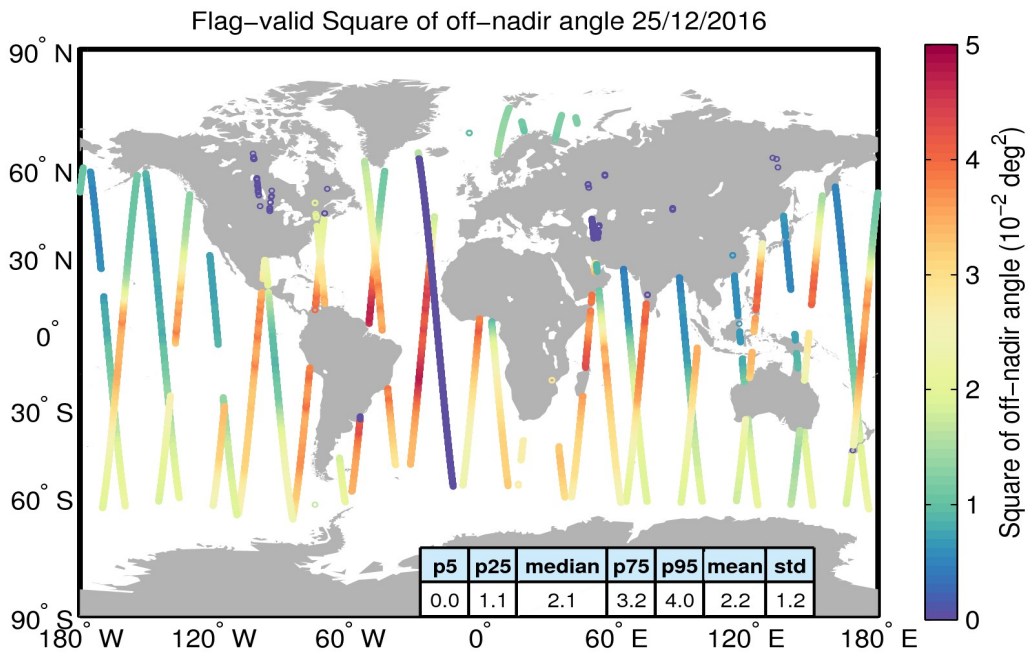 Flag−valid Square of off−nadir angle 25/12/2016
90° N
60° N
30° N
0°
30° S
60° S
90° S
180° W
120° W
60° W
0°
60° E
120° E
180° E
p5 p25 median p75 p95 mean std
0.0 1.1 2.1 3.2 4.0 2.2 1.2
5
4
3
2
1
0
Square of off−nadir angle (10⁻² deg²)